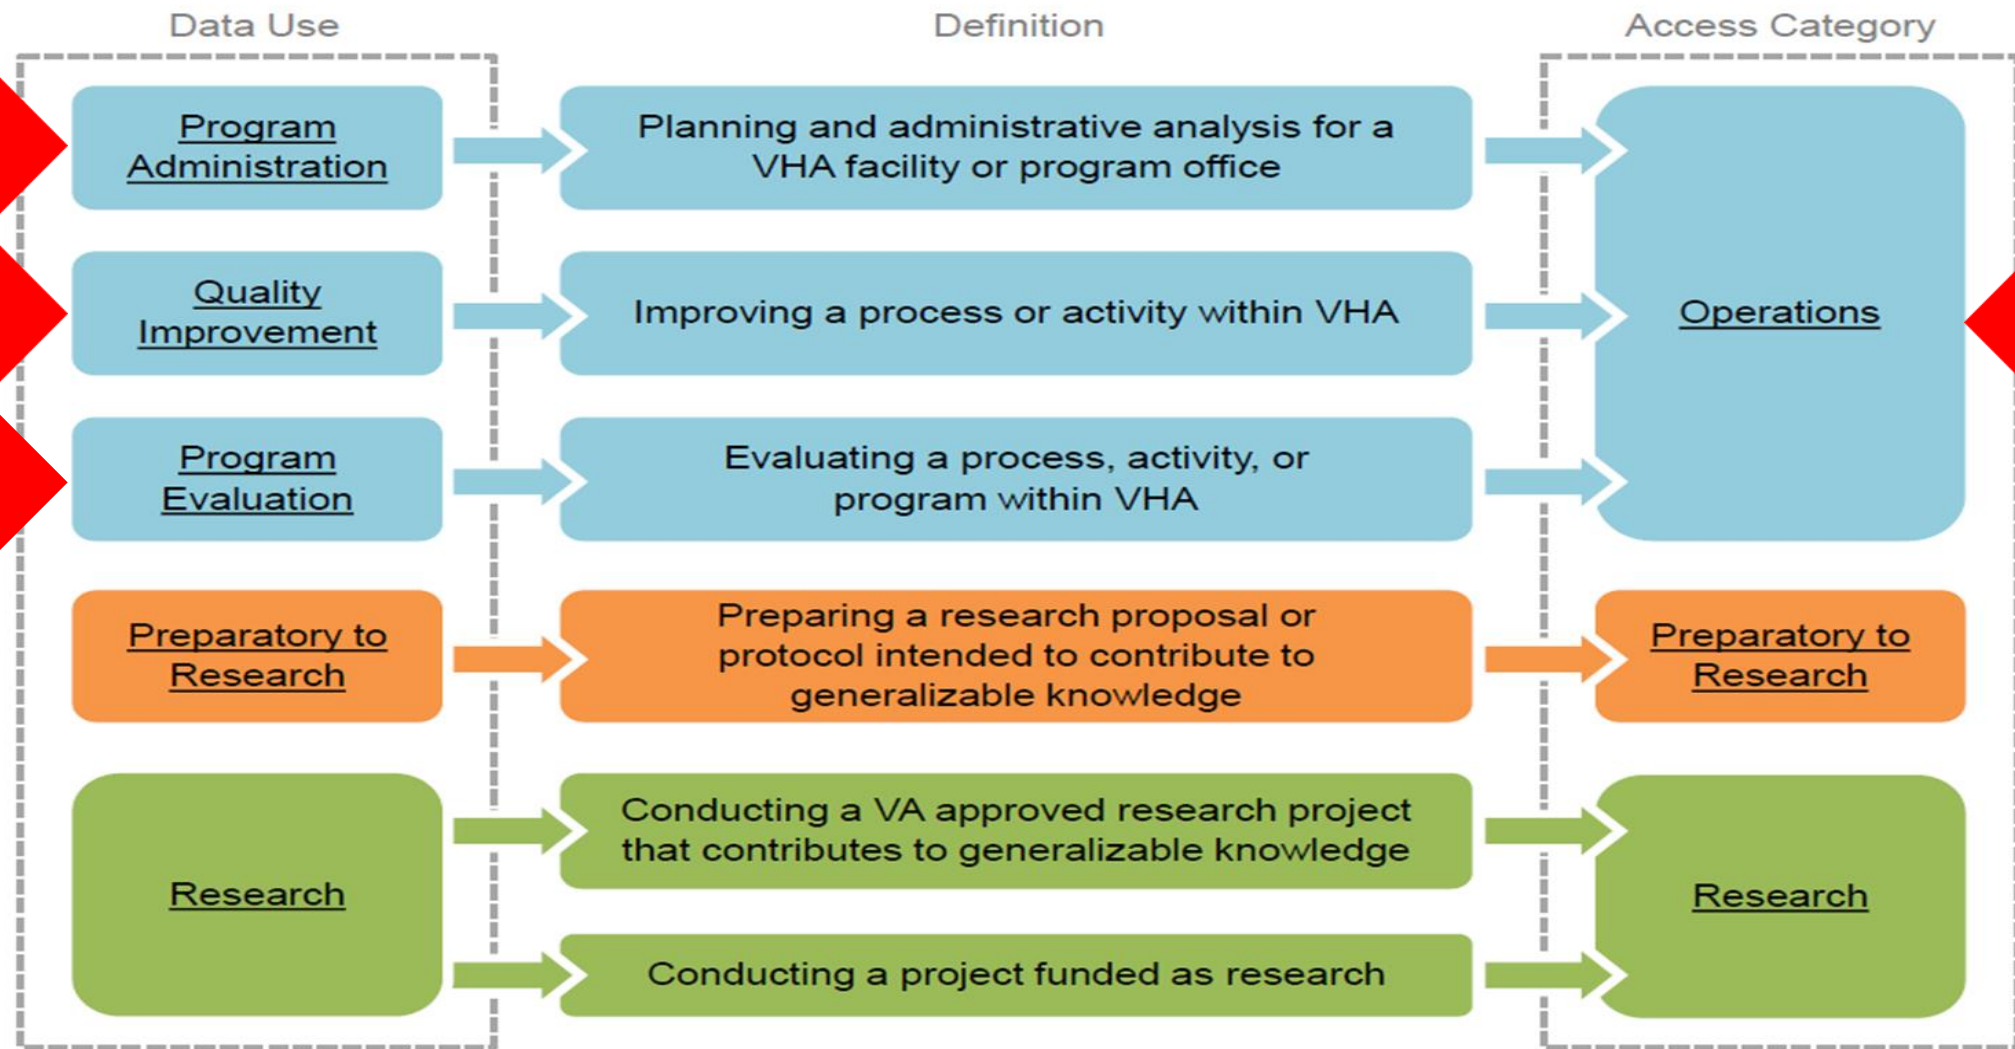 Data Use
Definition
Access Category
Program
Administration
Planning and administrative analysis for a
VHA facility or program office
Quality
Improvement
Improving a process or activity within VHA
Operations
Program
Evaluation
Evaluating a process, activity, or
program within VHA
Preparatory to
Research
Preparing a research proposal or
protocol intended to contribute to
generalizable knowledge
Preparatory to
Research
Research
Conducting a VA approved research project
that contributes to generalizable knowledge
Conducting a project funded as research
Research